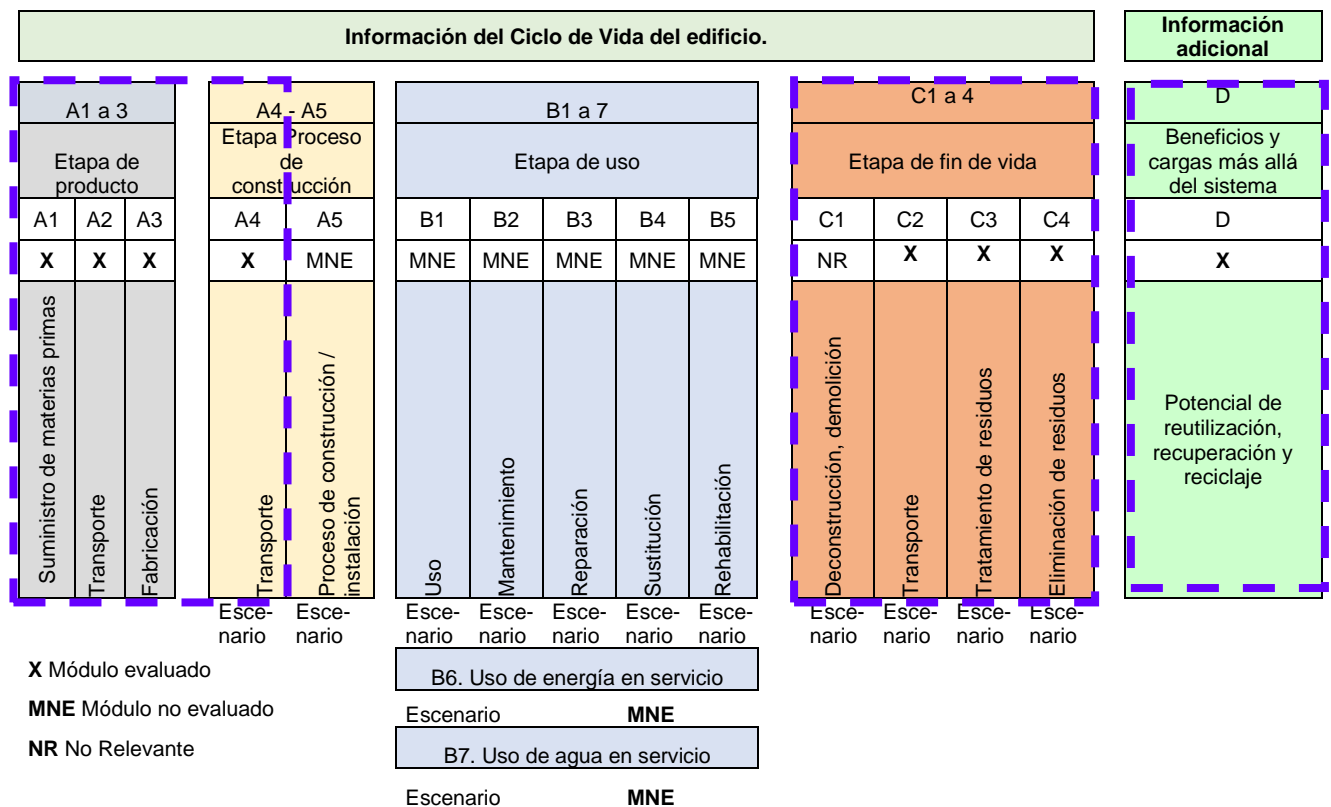 Información del Ciclo de Vida del edificio.
Información
adicional
A1 a 3
A4 - A5
B1 a 7
C1 a 4
D
Etapa de
producto
Etapa Proceso
de
construcción
Etapa de uso
Etapa de fin de vida
Beneficios y
cargas más allá
del sistema
A1 A2 A3 A4 A5 B1 B2 B3 B4 B5 C1 C2 C3 C4 D
X X X X MNE MNE MNE MNE MNE MNE NR X X X X
Suministro de materias primas
Transporte
Fabricación
Transporte
Proceso de construcción /
instalación
Uso
Mantenimiento
Reparación
Sustitución
Rehabilitación
Deconstrucción, demolición
Transporte
Tratamiento de residuos
Eliminación de residuos
Potencial de
reutilización,
recuperación y
reciclaje
Esce-
nario
Esce-
nario
Esce-
nario
Esce-
nario
Esce-
nario
Esce-
nario
Esce-
nario
Esce-
nario
Esce-
nario
Esce-
nario
Esce-
nario
X Módulo evaluado
MNE Módulo no evaluado
NR No Relevante
B6. Uso de energía en servicio
Escenario MNE
B7. Uso de agua en servicio
Escenario MNE